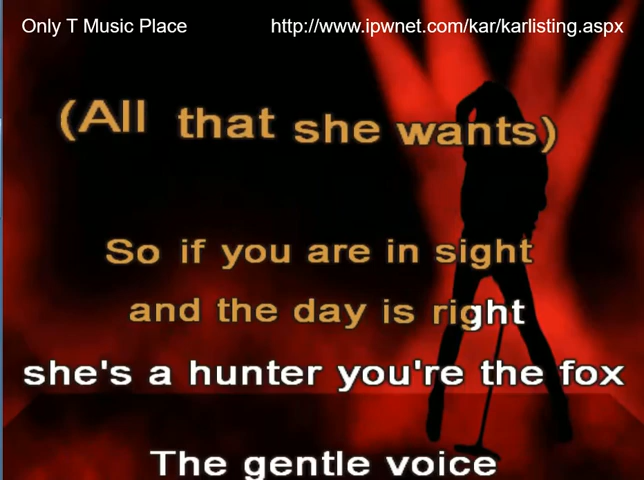 Only T Music Place
http://www.ipwnet.com/kar/karlisting.aspx
(All that she wants)
So if you are in sight
and the day is right
she's a hunter you're the fox
The gentle voice